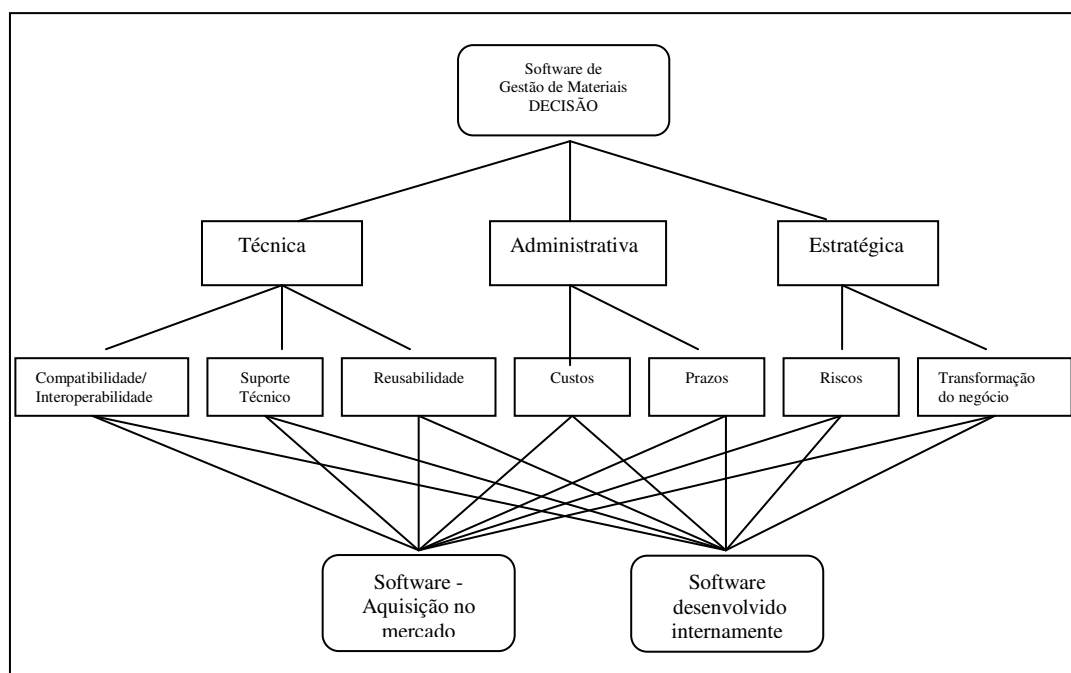 Software de
Gestão de Materiais
DECISÃO
Técnica
Administrativa
Estratégica
Compatibilidade/
Interoperabilidade
Suporte
Técnico
Reusabilidade
Custos
Prazos
Riscos
Transformação
do negócio
Software -
Aquisição no
mercado
Software
desenvolvido
internamente